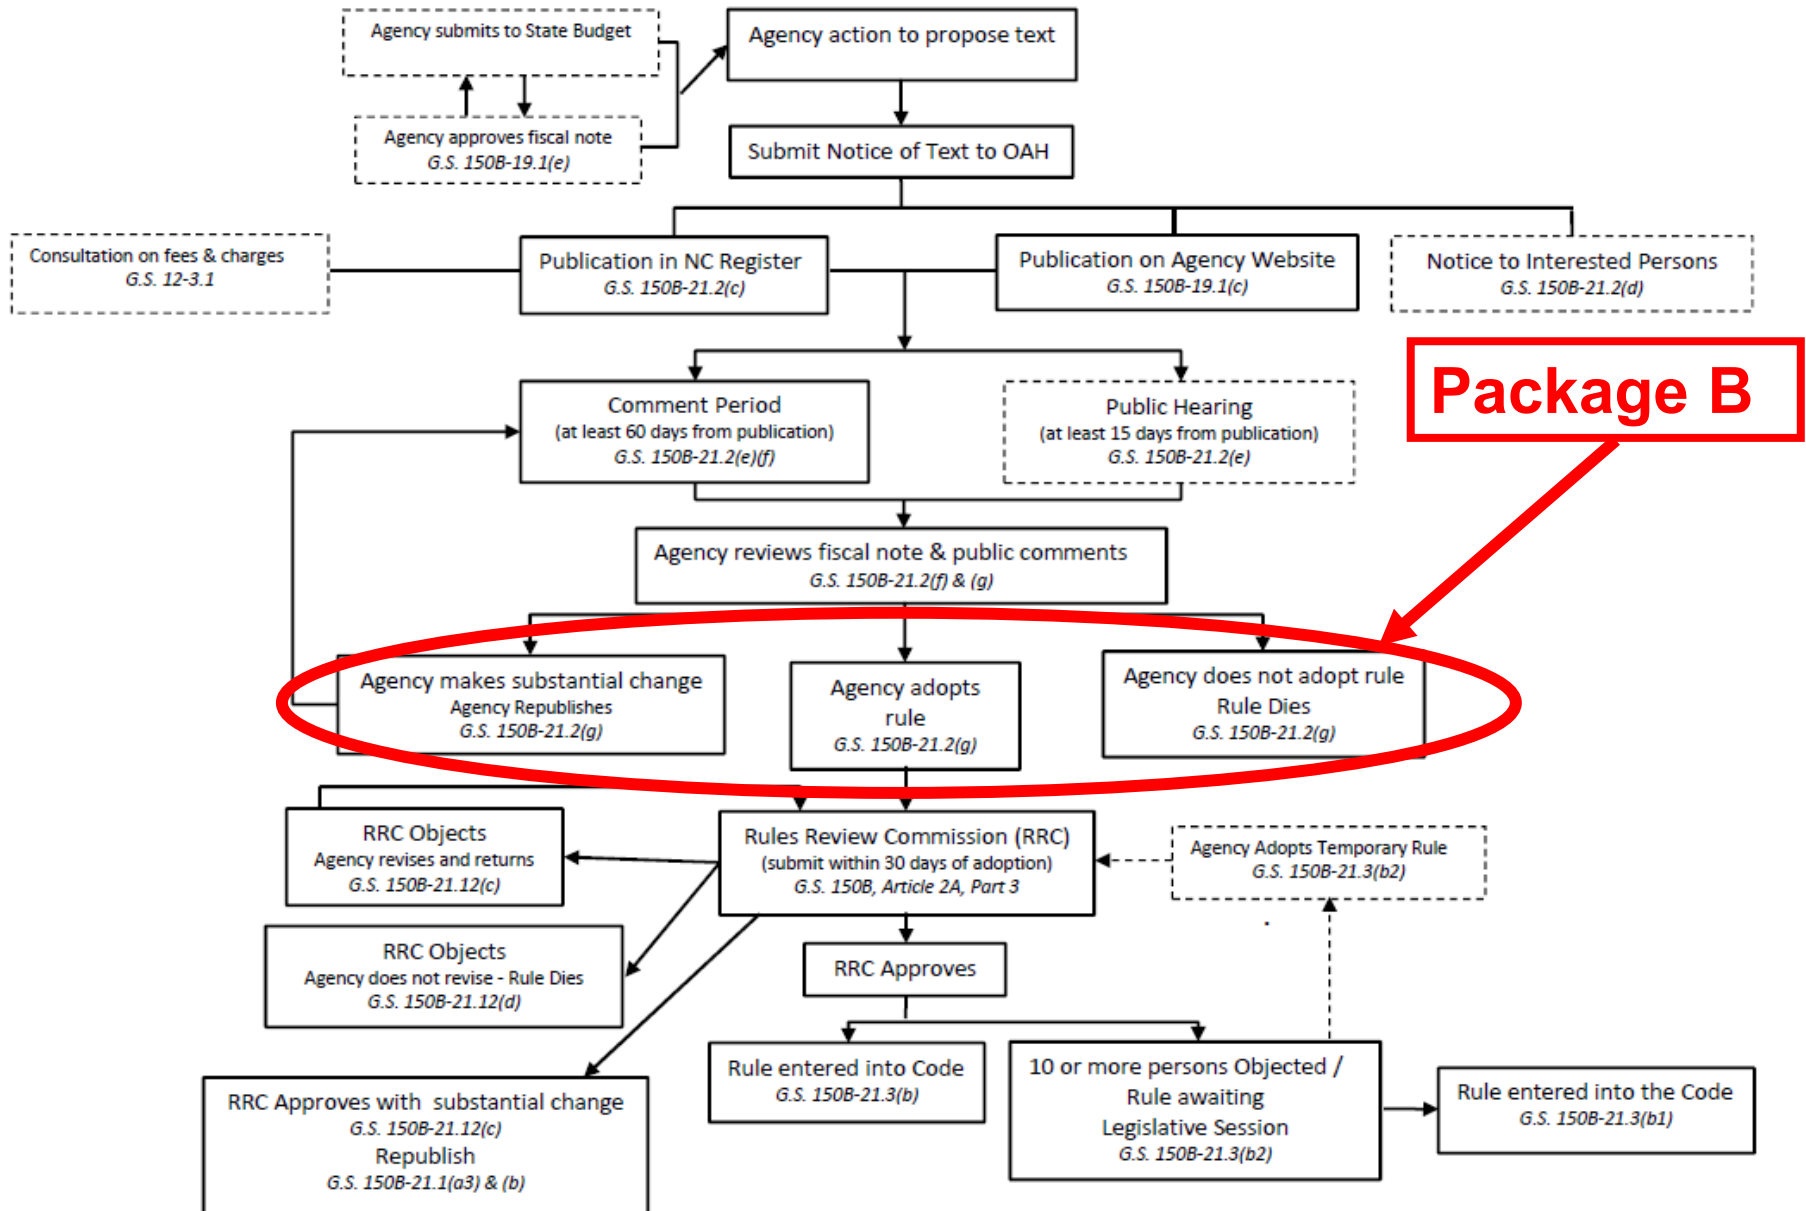 Agency submits to State Budget
Agency action to propose text
Agency approves fiscal note
G.S. 150B-19.1(e)
Submit Notice of Text to OAH
Consultation on fees & charges
G.S. 12-3.1
Publication in NC Register
G.S. 150B-21.2(c)
Publication on Agency Website
G.S. 150B-19.1(c)
Notice to Interested Persons
G.S. 150B-21.2(d)
Package B
Comment Period
(at least 60 days from publication)
G.S. 150B-21.2(e)(f)
Public Hearing
(at least 15 days from publication)
G.S. 150B-21.2(e)
Agency reviews fiscal note & public comments
G.S. 150B-21.2(f) & (g)
Agency makes substantial change
Agency Republishes
G.S. 150B-21.2(g)
Agency adopts
rule
G.S. 150B-21.2(g)
Agency does not adopt rule
Rule Dies
G.S. 150B-21.2(g)
RRC Objects
Agency revises and returns
G.S. 150B-21.12(c)
Rules Review Commission (RRC)
(submit within 30 days of adoption)
G.S. 150B, Article 2A, Part 3
Agency Adopts Temporary Rule
G.S. 150B-21.3(b2)
RRC Objects
Agency does not revise - Rule Dies
G.S. 150B-21.12(d)
RRC Approves
RRC Approves with substantial change
G.S. 150B-21.12(c)
Republish
G.S. 150B-21.1(a3) & (b)
Rule entered into Code
G.S. 150B-21.3(b)
10 or more persons Objected /
Rule awaiting
Legislative Session
G.S. 150B-21.3(b2)
Rule entered into the Code
G.S. 150B-21.3(b1)